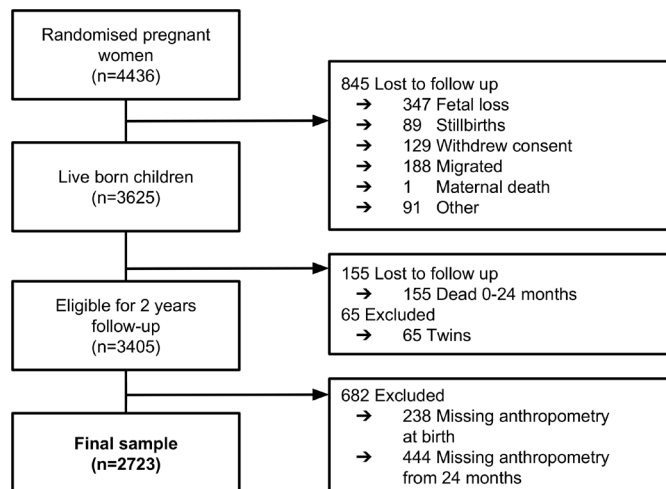 Randomised pregnant
women
(n=4436)
845 Lost to follow up
➔ 347 Fetal loss
➔ 89 Stillbirths
➔ 129 Withdrew consent
➔ 188 Migrated
➔ 1 Maternal death
➔ 91 Other
Live born children
(n=3625)
155 Lost to follow up
➔ 155 Dead 0-24 months
65 Excluded
➔ 65 Twins
Eligible for 2 years
follow-up
(n=3405)
682 Excluded
➔ 238 Missing anthropometry
at birth
➔ 444 Missing anthropometry
from 24 months
Final sample
(n=2723)